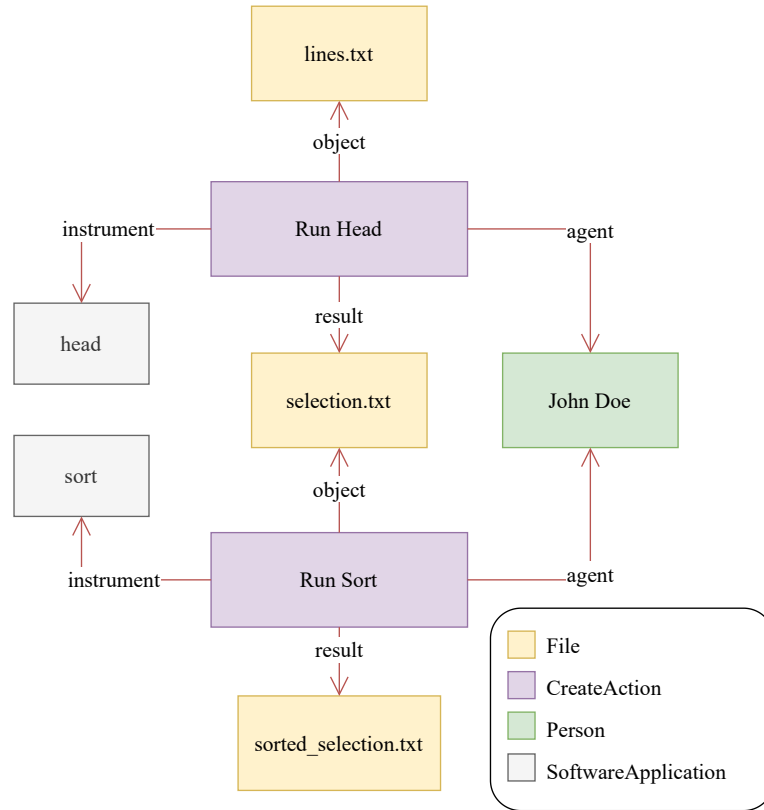 lines.txt
object
instrument
Run Head
agent
result
head
selection.txt
John Doe
sort
object
instrument
Run Sort
agent
result
sorted_selection.txt
File
CreateAction
Person
SoftwareApplication